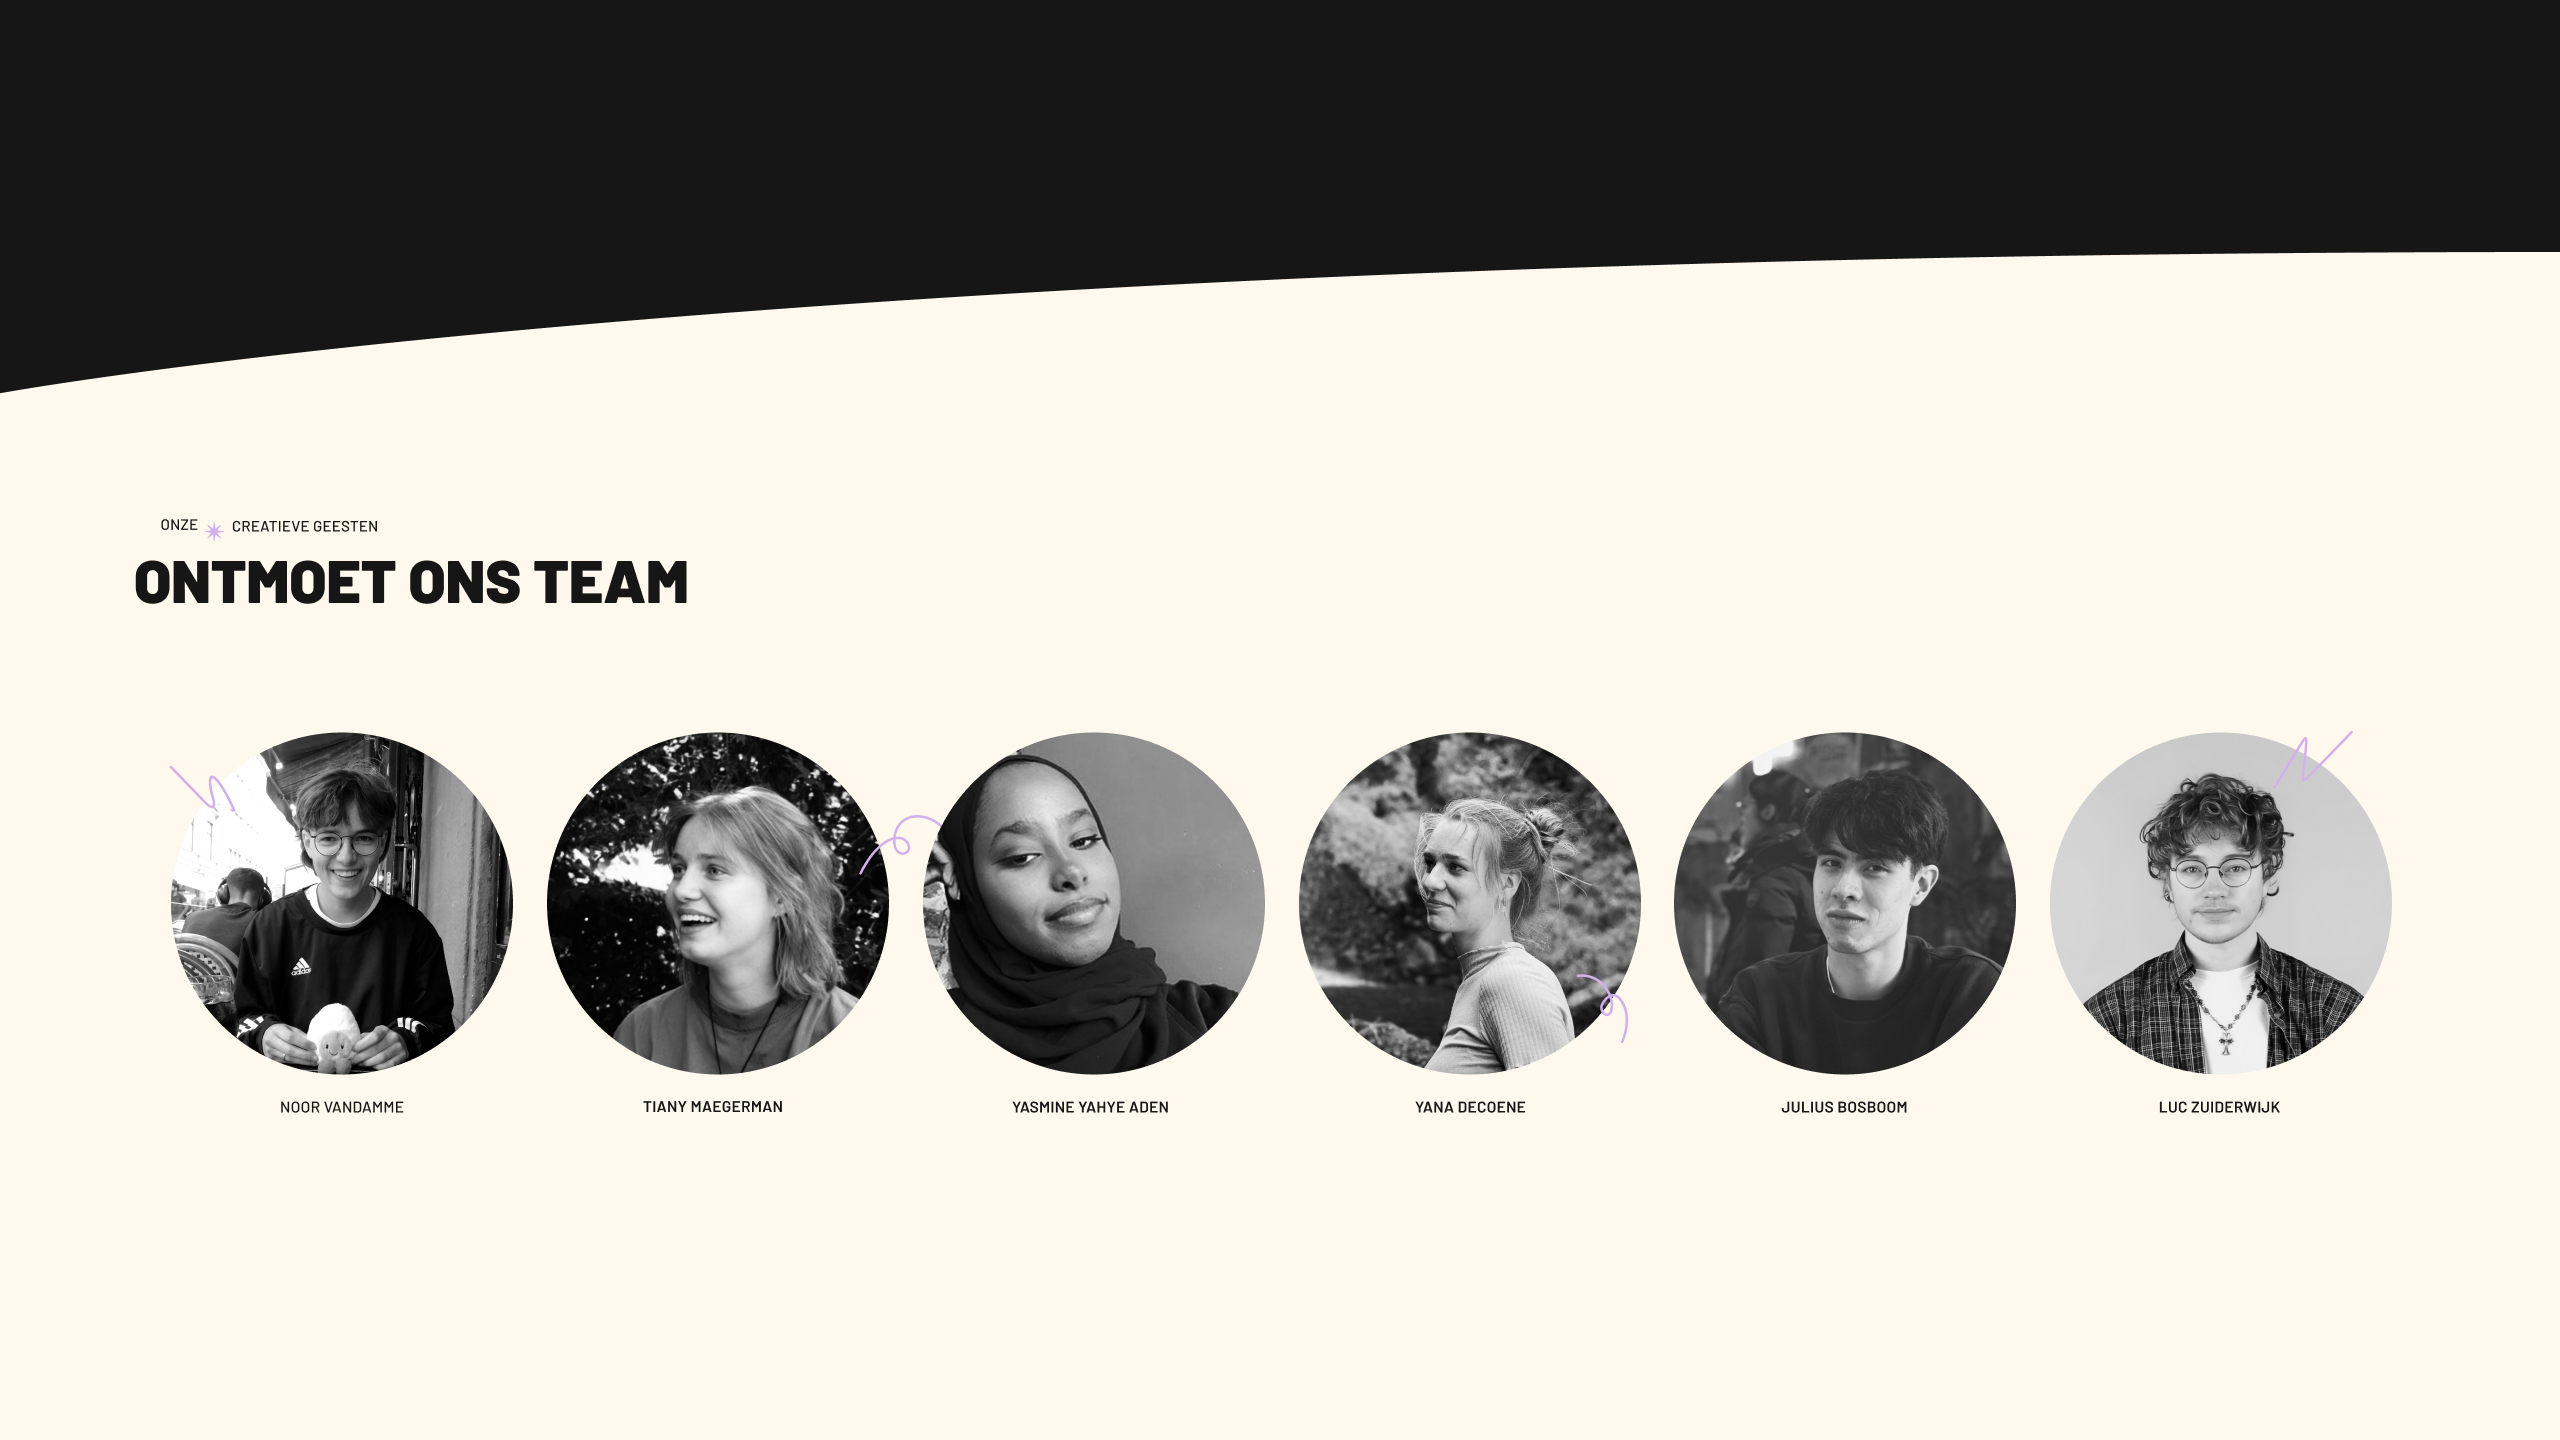 ONZE CREATIEVE GEESTEN
ONTMOET ONS TEAM
adidas
NOOR VANDAMME
TIANY MAEGERMAN
YASMINE YAHYE ADEN
YANA DECOENE
JULIUS BOSBOOM
LUC ZUIDERWIJK